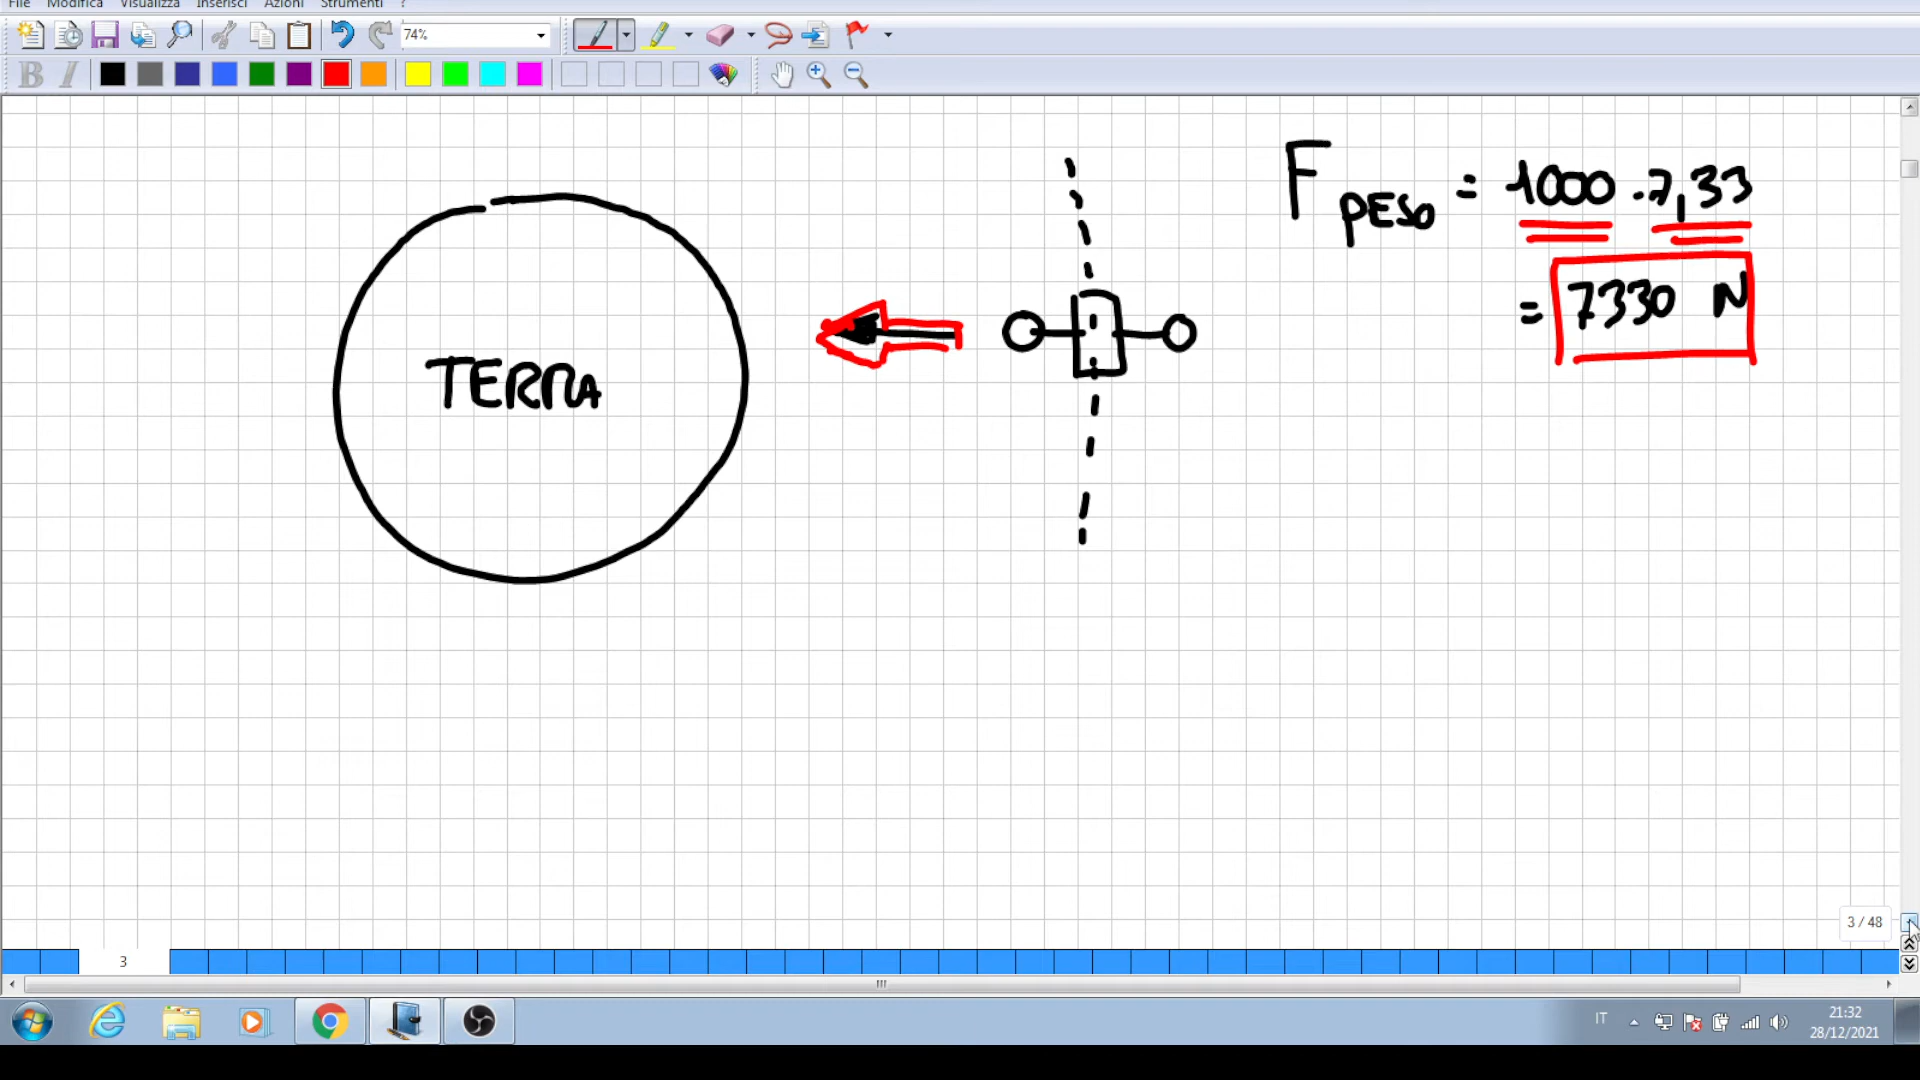 File Modifica Visualizza Inserisci Azioni Strumenti ?
74%
B I
F PESO = 1000 . 7,33
= 7330 N
TERRA
3 / 48
3
IT
21:32
28/12/2021